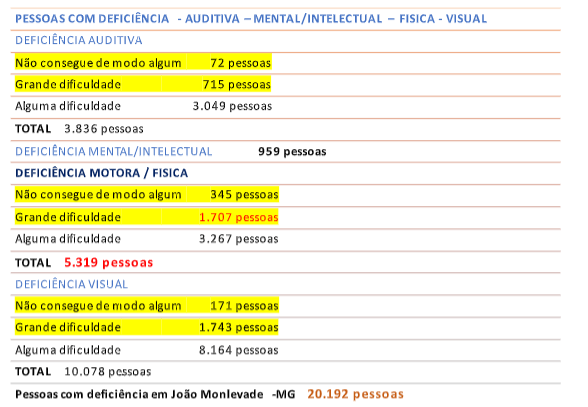 PESSOAS COM DEFICIÊNCIA - AUDITIVA – MENTAL/INTELECTUAL – FISICA - VISUAL
DEFICIÊNCIA AUDITIVA
Não consegue de modo algum 72 pessoas
Grande dificuldade 715 pessoas
Alguma dificuldade 3.049 pessoas
TOTAL 3.836 pessoas
DEFICIÊNCIA MENTAL/INTELECTUAL 959 pessoas
DEFICIÊNCIA MOTORA / FISICA
Não consegue de modo algum 345 pessoas
Grande dificuldade 1.707 pessoas
Alguma dificuldade 3.267 pessoas
TOTAL 5.319 pessoas
DEFICIÊNCIA VISUAL
Não consegue de modo algum 171 pessoas
Grande dificuldade 1.743 pessoas
Alguma dificuldade 8.164 pessoas
TOTAL 10.078 pessoas
Pessoas com deficiência em João Monlevade -MG 20.192 pessoas